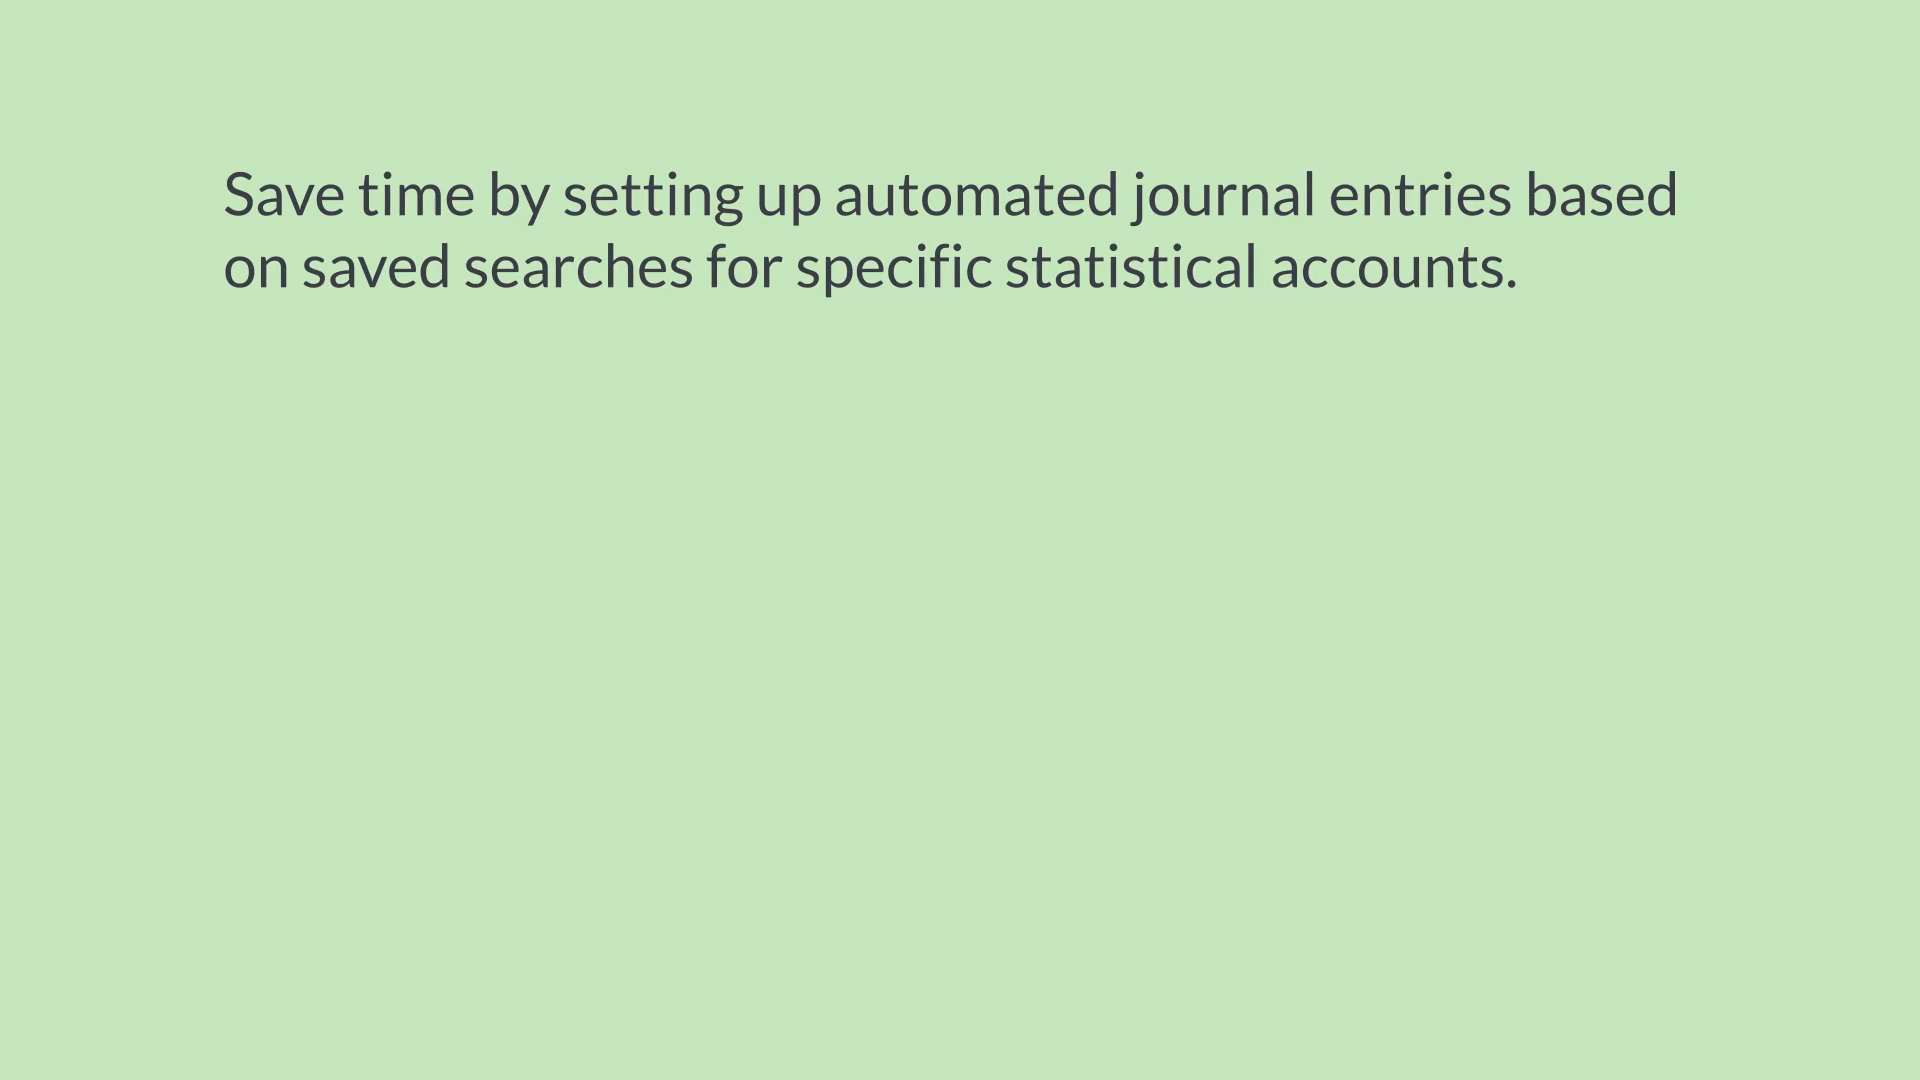 Save time by setting up automated journal entries based
on saved searches for specific statistical accounts.